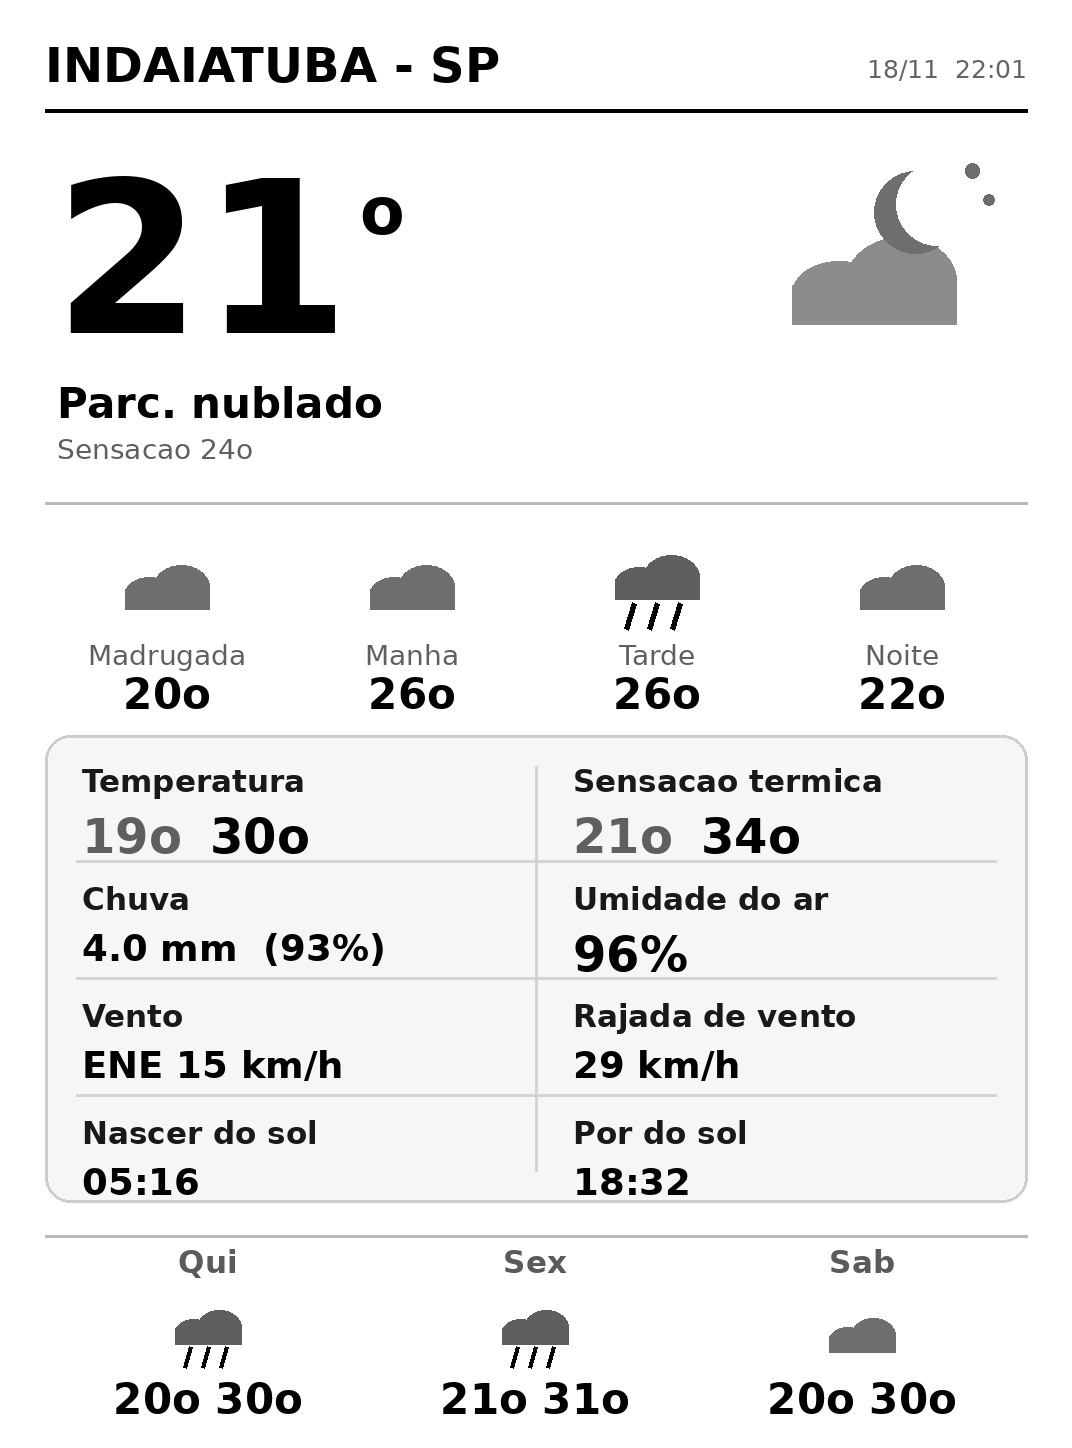 INDAIATUBA - SP 18/11 22:01
21°
Parc. nublado
Sensacao 24o
Madrugada Manha Tarde Noite
20o 26o 26o 22o
Temperatura Sensacao termica
19o 30o 21o 34o
Chuva Umidade do ar
4.0 mm (93%) 96%
Vento Rajada de vento
ENE 15 km/h 29 km/h
Nascer do sol Por do sol
05:16 18:32
Qui Sex Sab
20o 30o 21o 31o 20o 30o